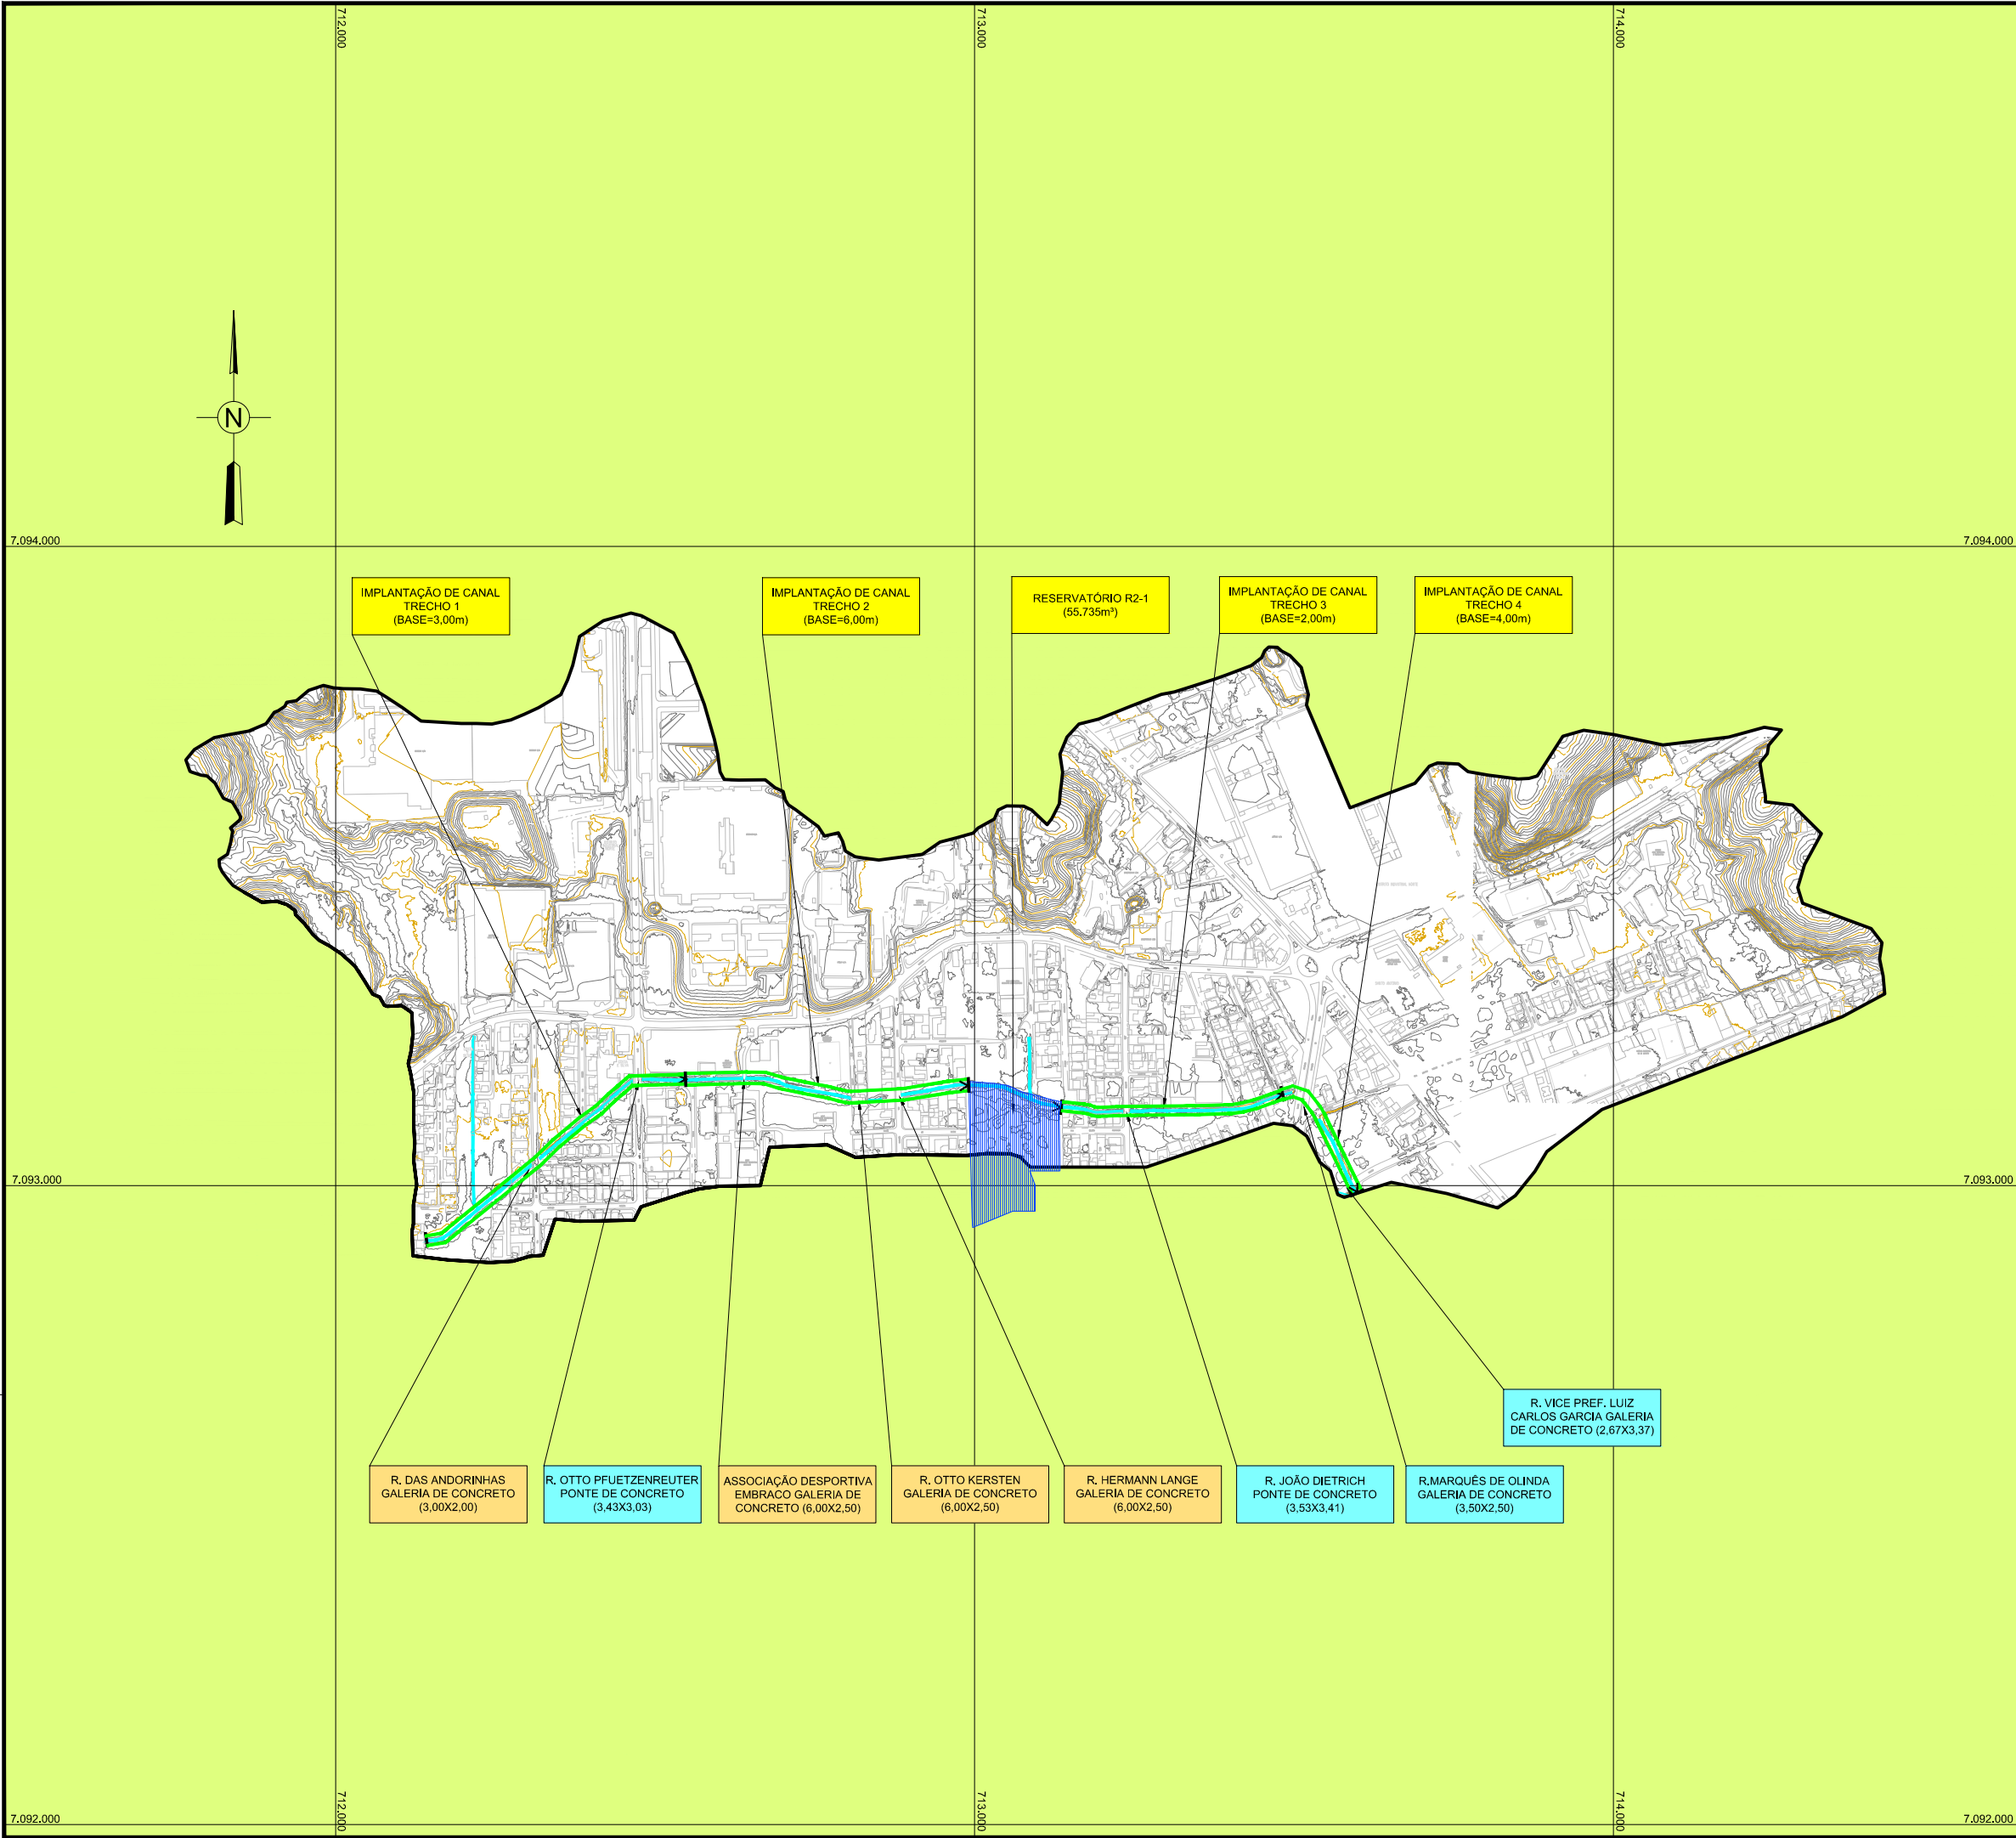 712.000
713.000
714.000
N
7.094.000
7.094.000
IMPLANTAÇÃO DE CANAL
TRECHO 1
(BASE=3,00m)
IMPLANTAÇÃO DE CANAL
TRECHO 2
(BASE=6,00m)
RESERVATÓRIO R2-1
(55.735m³)
IMPLANTAÇÃO DE CANAL
TRECHO 3
(BASE=2,00m)
IMPLANTAÇÃO DE CANAL
TRECHO 4
(BASE=4,00m)
7.093.000
7.093.000
R. VICE PREF. LUIZ
CARLOS GARCIA GALERIA
DE CONCRETO (2,67X3,37)
R. DAS ANDORINHAS
GALERIA DE CONCRETO
(3,00X2,00)
R. OTTO PFUETZENREUTER
PONTE DE CONCRETO
(3,43X3,03)
ASSOCIAÇÃO DESPORTIVA
EMBRACO GALERIA DE
CONCRETO (6,00X2,50)
R. OTTO KERSTEN
GALERIA DE CONCRETO
(6,00X2,50)
R. HERMANN LANGE
GALERIA DE CONCRETO
(6,00X2,50)
R. JOÃO DIETRICH
PONTE DE CONCRETO
(3,53X3,41)
R.MARQUÊS DE OLINDA
GALERIA DE CONCRETO
(3,50X2,50)
7.092.000
712.000
713.000
714.000
7.092.000